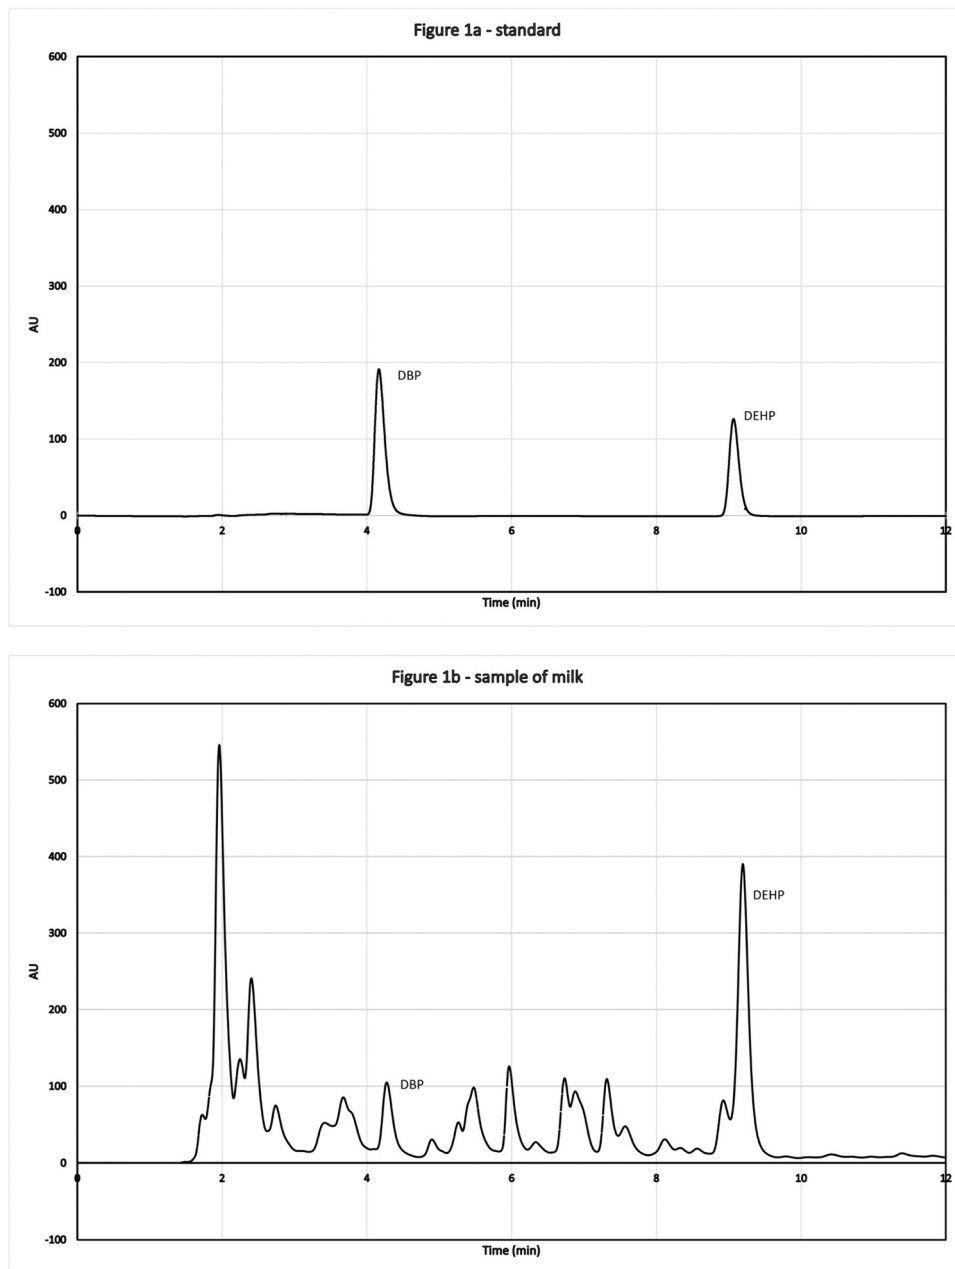 Figure 1a - standard
600
500
400
300
200
100
0
-100
AU
DBP
DEHP
0 2 4 6 8 10 12
Time (min)
Figure 1b - sample of milk
600
500
400
300
200
100
0
-100
AU
DEHP
DBP
0 2 4 6 8 10 12
Time (min)